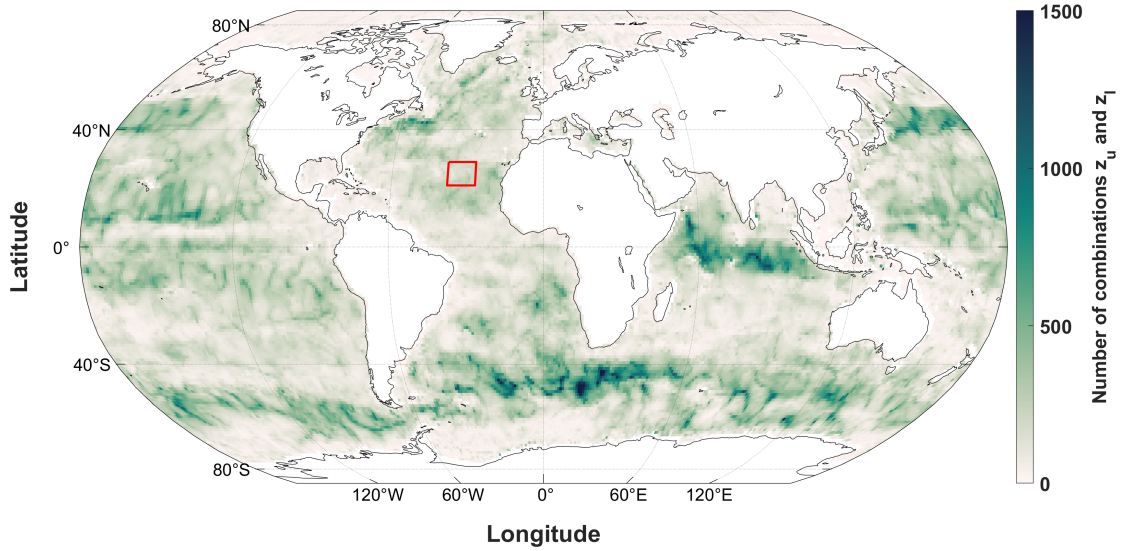 80°N
40°N
0°
40°S
80°S
120°W 60°W 0° 60°E 120°E
Latitude
Longitude
1500
1000
500
0
Number of combinations z_u and z_l